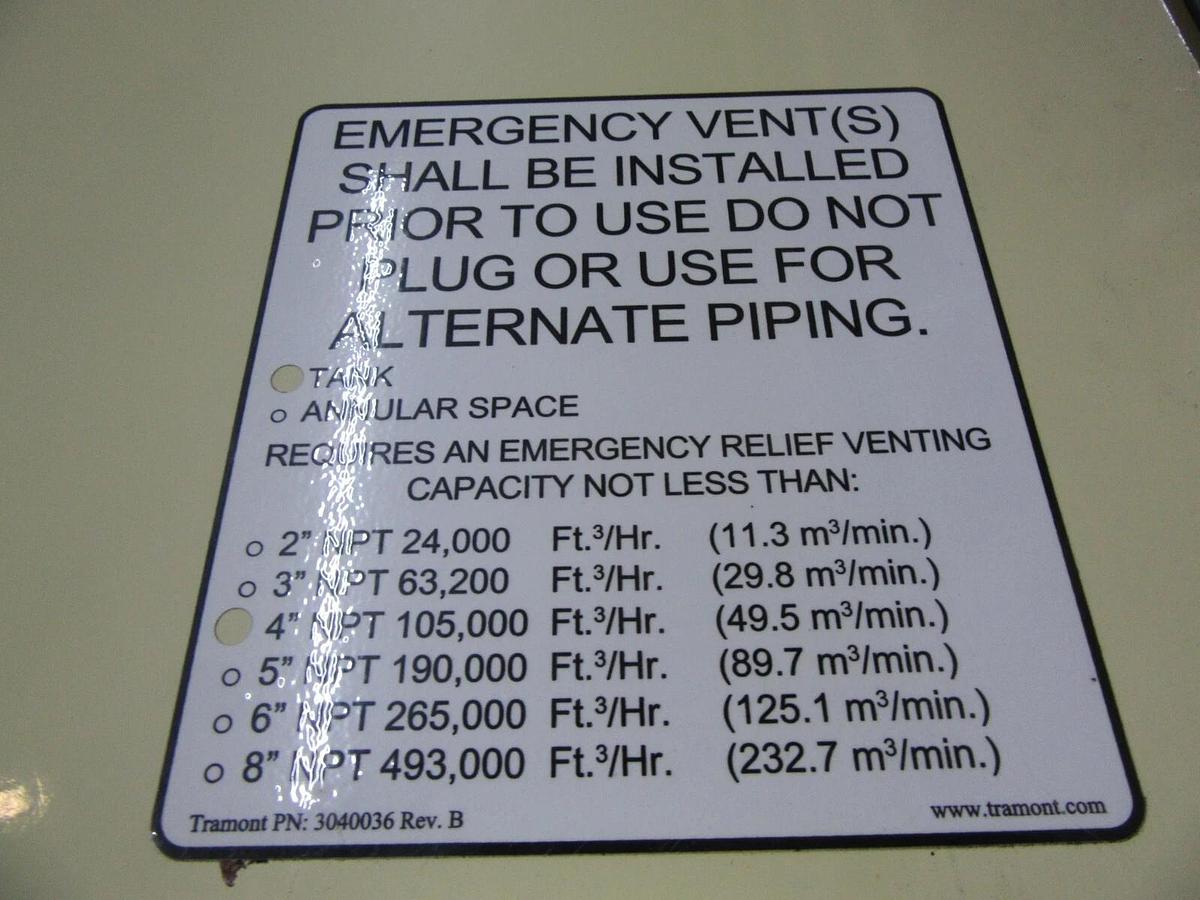 EMERGENCY VENT(S)
SHALL BE INSTALLED
PRIOR TO USE DO NOT
PLUG OR USE FOR
ALTERNATE PIPING.
TANK
o ANNULAR SPACE
REQUIRES AN EMERGENCY RELIEF VENTING
CAPACITY NOT LESS THAN:
o 2” NPT 24,000 Ft.³/Hr. (11.3 m³/min.)
o 3” NPT 63,200 Ft.³/Hr. (29.8 m³/min.)
4” NPT 105,000 Ft.³/Hr. (49.5 m³/min.)
o 5” NPT 190,000 Ft.³/Hr. (89.7 m³/min.)
o 6” NPT 265,000 Ft.³/Hr. (125.1 m³/min.)
o 8” NPT 493,000 Ft.³/Hr. (232.7 m³/min.)
Tramont PN: 3040036 Rev. B www.tramont.com